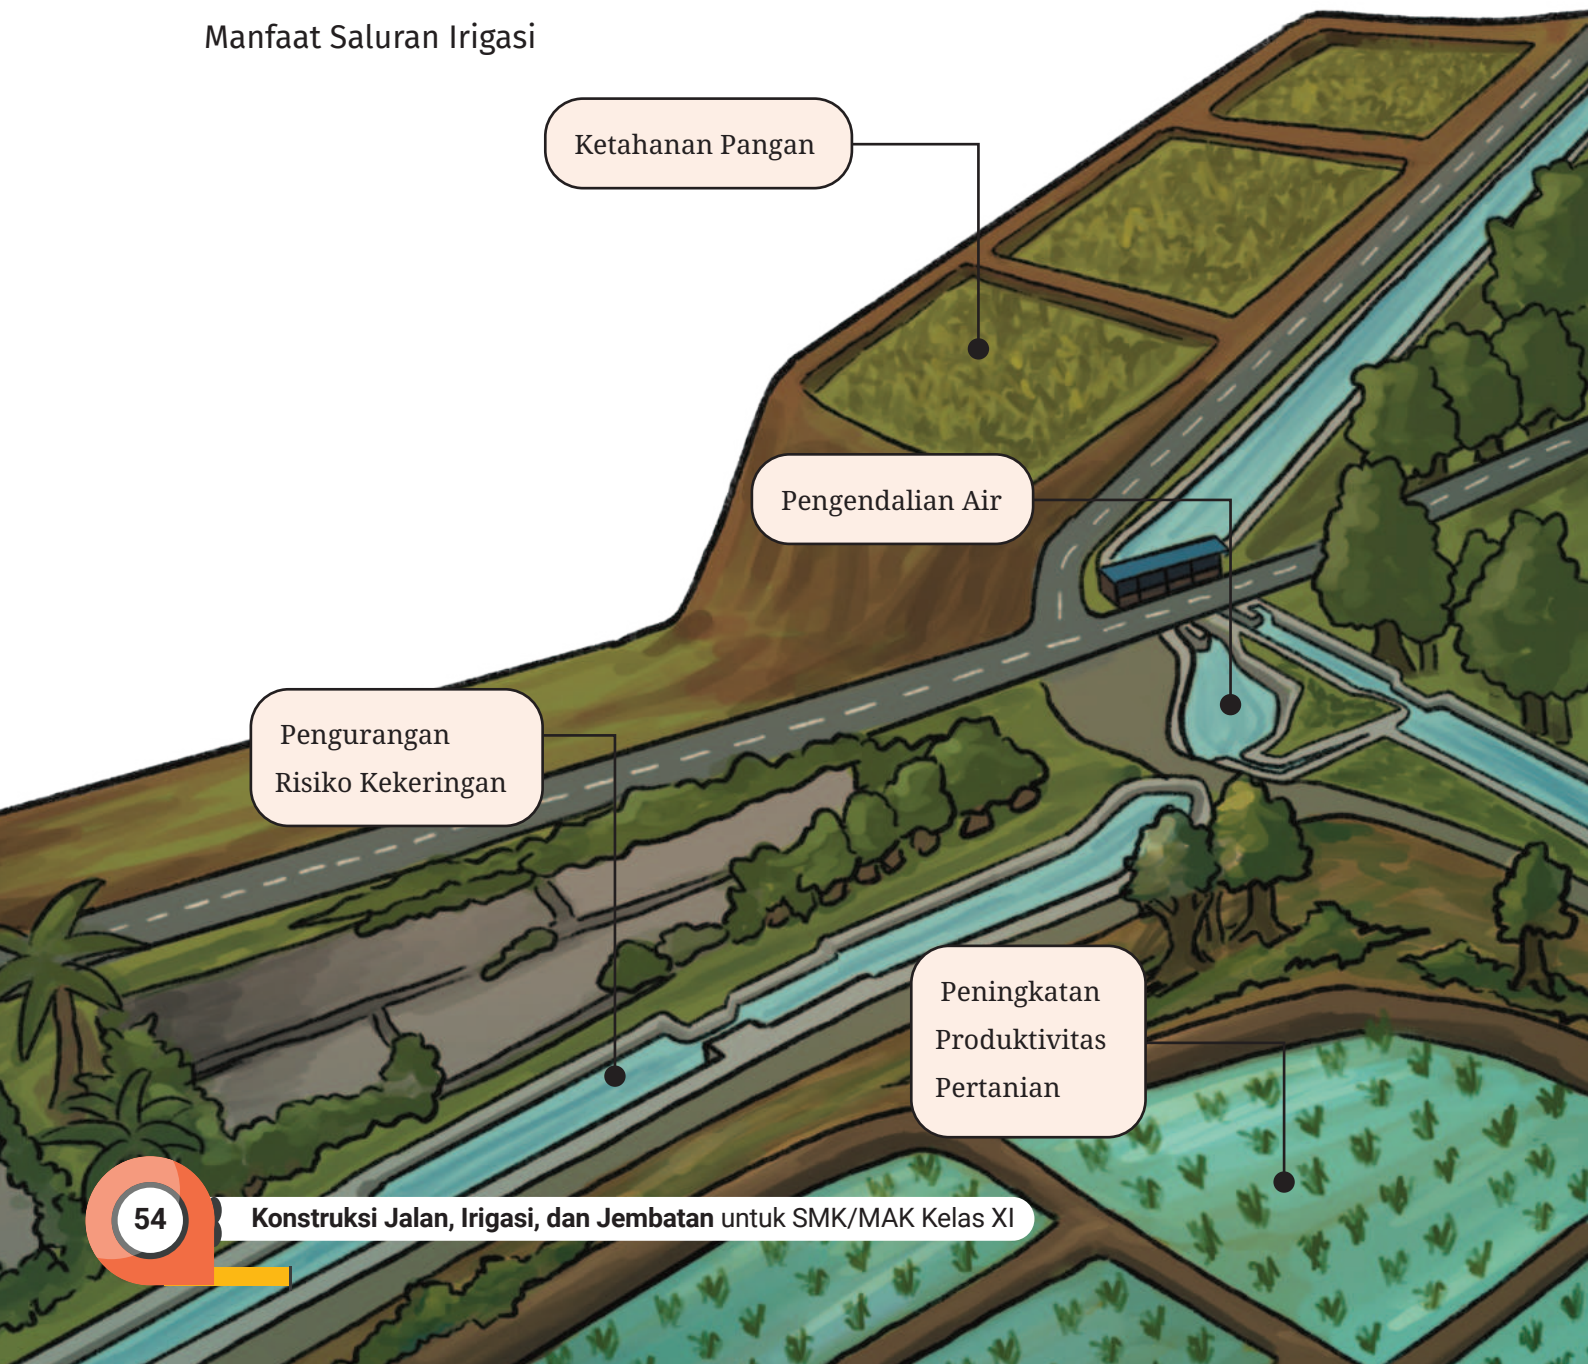 Manfaat Saluran Irigasi
Ketahanan Pangan
Pengendalian Air
Pengurangan
Risiko Kekeringan
Peningkatan
Produktivitas
Pertanian
54
Konstruksi Jalan, Irigasi, dan Jembatan untuk SMK/MAK Kelas XI